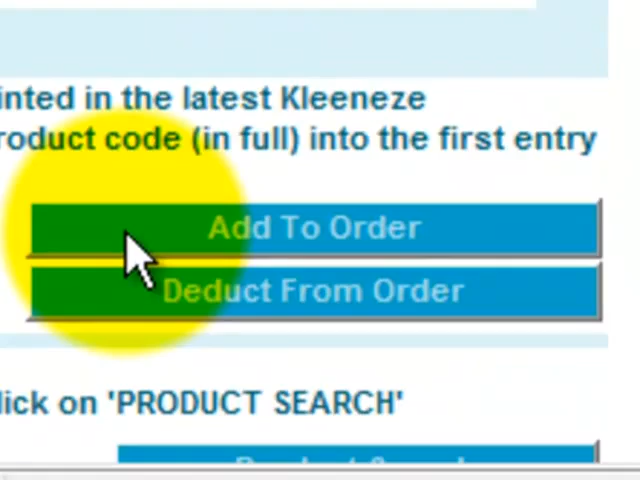 inted in the latest Kleeneze
roduct code (in full) into the first entry
Add To Order
Deduct From Order
lick on 'PRODUCT SEARCH'